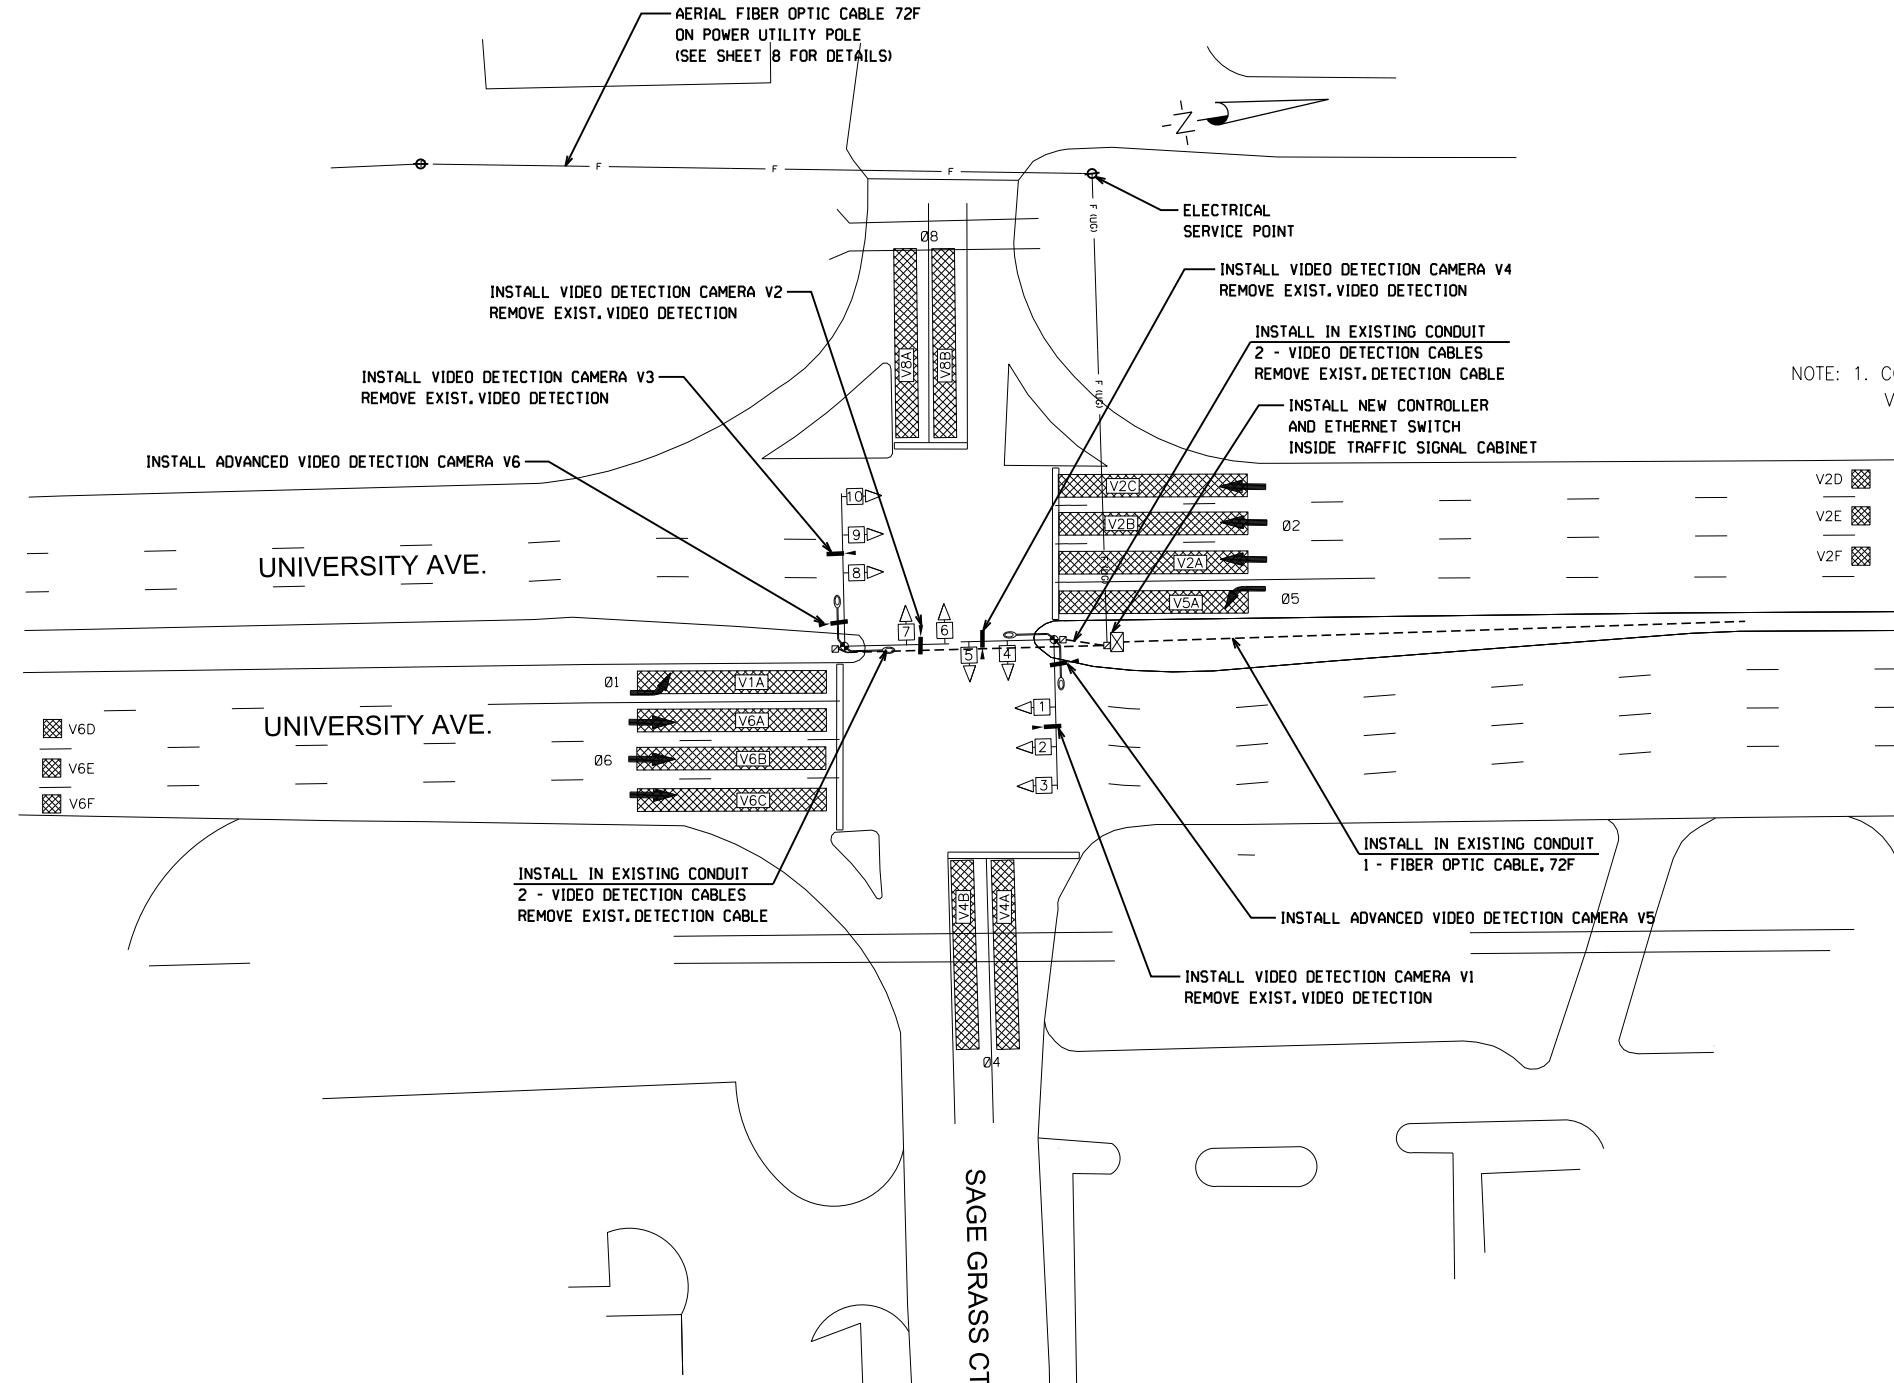 AERIAL FIBER OPTIC CABLE 72F
ON POWER UTILITY POLE
(SEE SHEET 8 FOR DETAILS)
Z
F
F
F
F (UG)
ELECTRICAL
SERVICE POINT
Ø8
INSTALL VIDEO DETECTION CAMERA V4
REMOVE EXIST. VIDEO DETECTION
INSTALL VIDEO DETECTION CAMERA V2
REMOVE EXIST. VIDEO DETECTION
INSTALL IN EXISTING CONDUIT
2 - VIDEO DETECTION CABLES
REMOVE EXIST. DETECTION CABLE
V8A
V8B
INSTALL VIDEO DETECTION CAMERA V3
REMOVE EXIST. VIDEO DETECTION
F (UG)
NOTE: 1. C
V
INSTALL NEW CONTROLLER
AND ETHERNET SWITCH
INSIDE TRAFFIC SIGNAL CABINET
INSTALL ADVANCED VIDEO DETECTION CAMERA V6
V2C
V2D
10
V2B
Ø2
V2E
9
V2A
V2F
8
UNIVERSITY AVE.
V5A
Ø5
7
6
5
4
Ø1
V1A
1
UNIVERSITY AVE.
V6A
V6D
2
Ø6
V6B
V6E
3
V6C
V6F
INSTALL IN EXISTING CONDUIT
1 - FIBER OPTIC CABLE, 72F
INSTALL IN EXISTING CONDUIT
2 - VIDEO DETECTION CABLES
REMOVE EXIST. DETECTION CABLE
V4B
V4A
INSTALL ADVANCED VIDEO DETECTION CAMERA V5
INSTALL VIDEO DETECTION CAMERA V1
REMOVE EXIST. VIDEO DETECTION
Ø4
SAGE GRASS CT